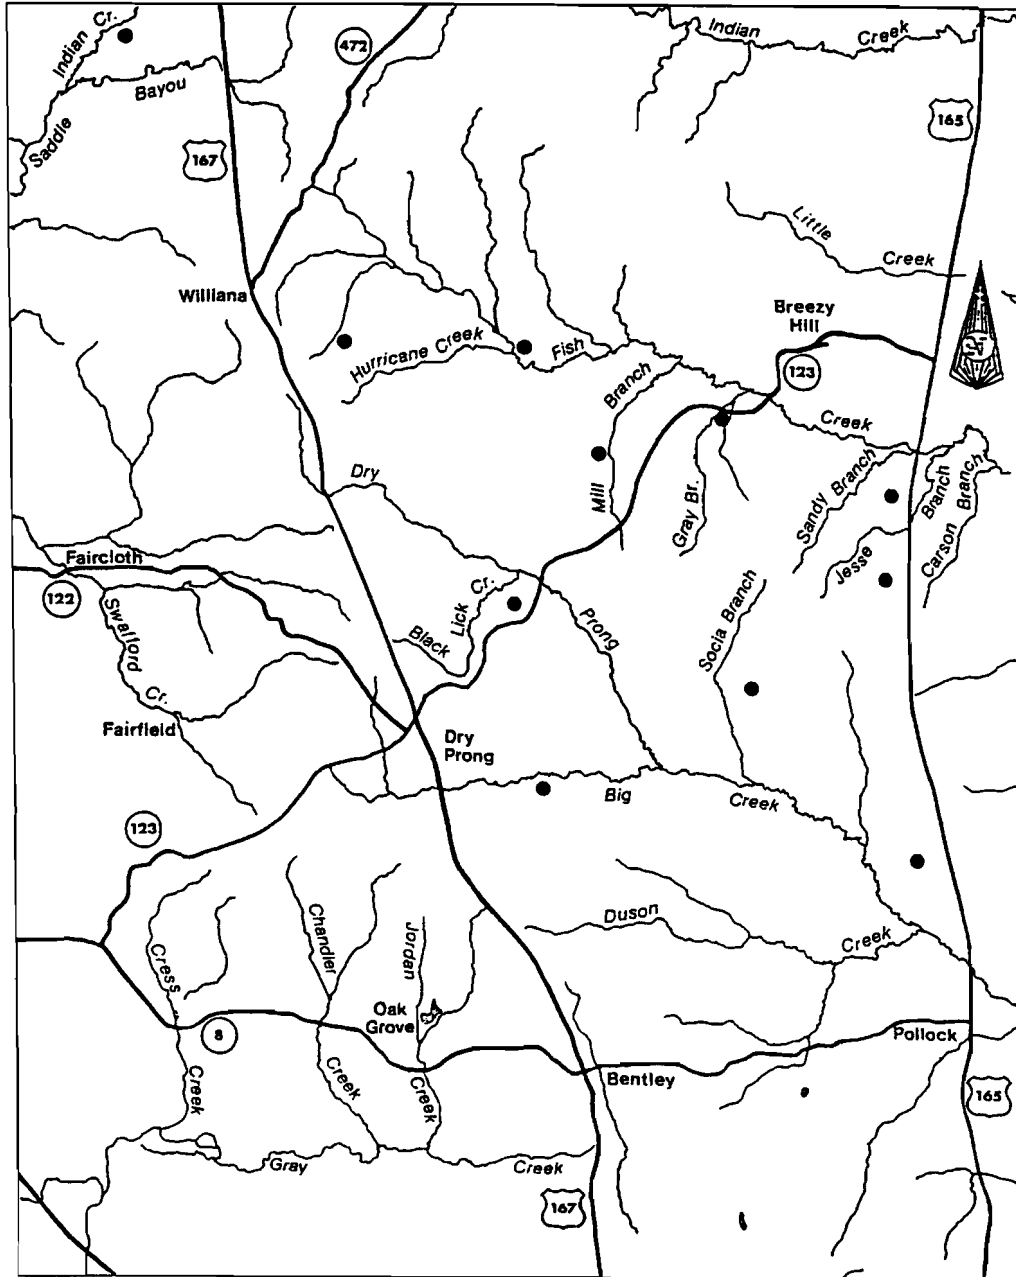 Indian Cr.
Indian Creek
472
Bayou
165
Saddle
167
Little
Creek
Williana
Breezy
Hill
Hurricane Creek
Fish
123
Branch
Creek
Dry
Sandy Branch
Mill
Gray Br.
Branch
Carson Branch
Jesse
Faircloth
122
Swafford
Cr.
Black
Lick
Cr.
Prong
Socia Branch
Fairfield
Dry
Prong
Big
Creek
123
Duson
Creek
Chandler
Jordan
Cress
Oak
Grove
8
Pollock
Bentley
Creek
Creek
Creek
165
Gray
Creek
167